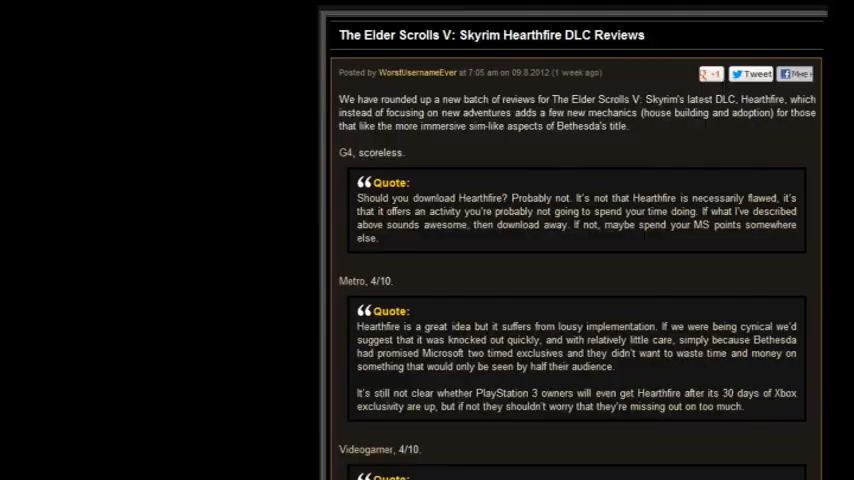 The Elder Scrolls V: Skyrim Hearthfire DLC Reviews
Posted by WorstUsernameEver at 7:05 am on 09.8.2012 (1 week ago)
-1 Tweet
We have rounded up a new batch of reviews for The Elder Scrolls V: Skyrim's latest DLC, Hearthfire, which
instead of focusing on new adventures adds a few new mechanics (house building and adoption) for those
that like the more immersive sim-like aspects of Bethesda's title.
G4, scoreless.
Quote:
Should you download Hearthfire? Probably not. It's not that Hearthfire is necessarily flawed, it's
that it offers an activity you're probably not going to spend your time doing. If what I've described
above sounds awesome, then download away. If not, maybe spend your MS points somewhere
else.
Metro, 4/10.
Quote:
Hearthfire is a great idea but it suffers from lousy implementation. If we were being cynical we'd
suggest that it was knocked out quickly, and with relatively little care, simply because Bethesda
had promised Microsoft two timed exclusives and they didn't want to waste time and money on
something that would only be seen by half their audience.
It's still not clear whether PlayStation 3 owners will even get Hearthfire after its 30 days of Xbox
exclusivity are up, but if not they shouldn't worry that they're missing out on too much.
Videogamer, 4/10.
Quote: